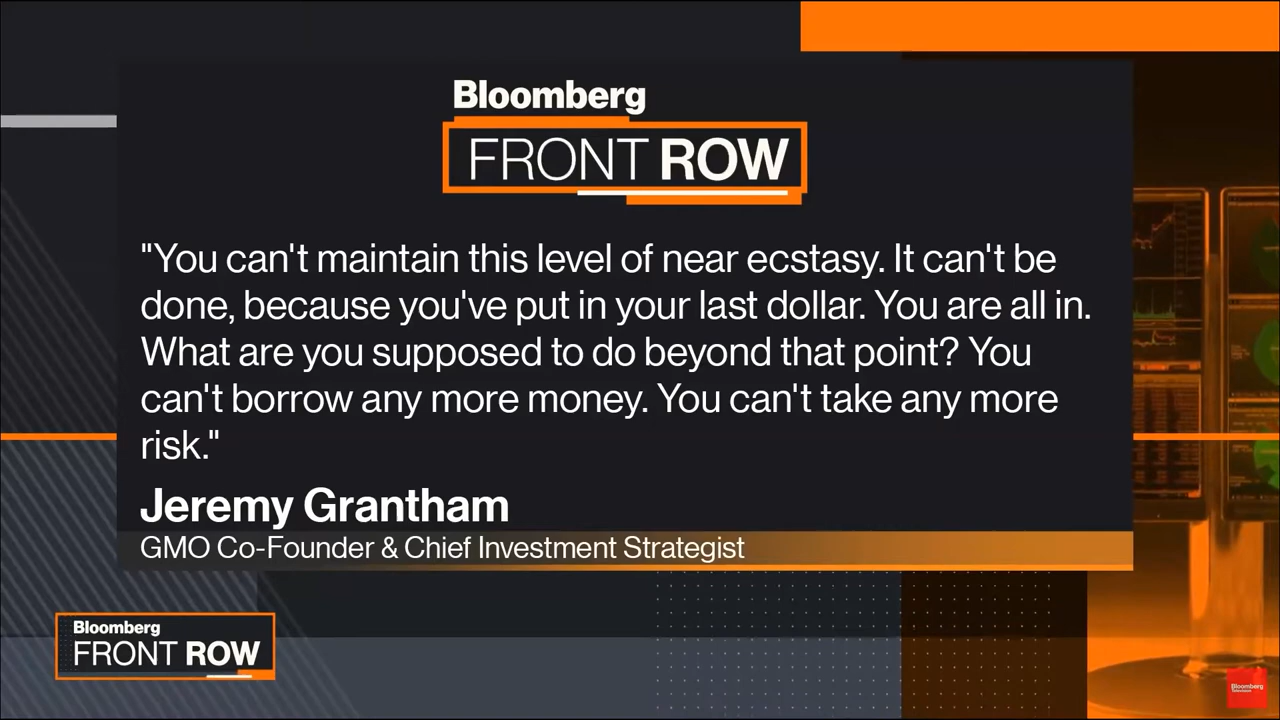 Bloomberg
FRONT ROW
"You can't maintain this level of near ecstasy. It can't be
done, because you've put in your last dollar. You are all in.
What are you supposed to do beyond that point? You
can't borrow any more money. You can't take any more
risk."
Jeremy Grantham
GMO Co-Founder & Chief Investment Strategist
Bloomberg
FRONT ROW
Bloomberg
Television